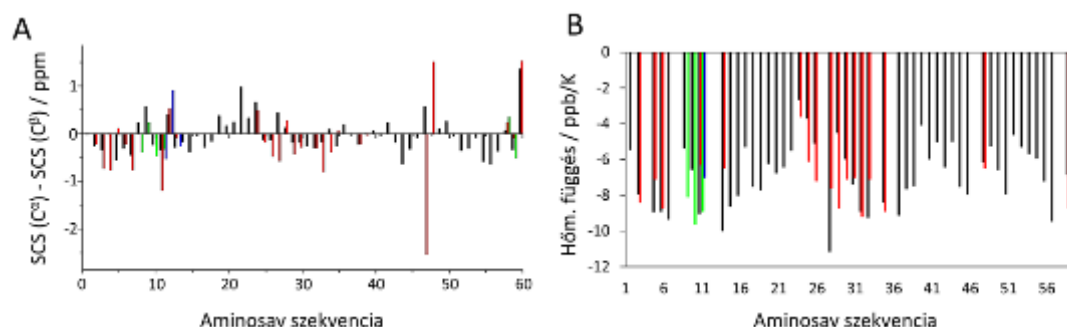 A
SCS (Cα) - SCS (Cβ) / ppm
1
0
-1
-2
0 10 20 30 40 50 60
Aminosav szekvencia
B
Hőm. függés / ppb/K
0
-2
-4
-6
-8
-10
-12
1 6 11 16 21 26 31 36 41 46 51 56
Aminosav szekvencia